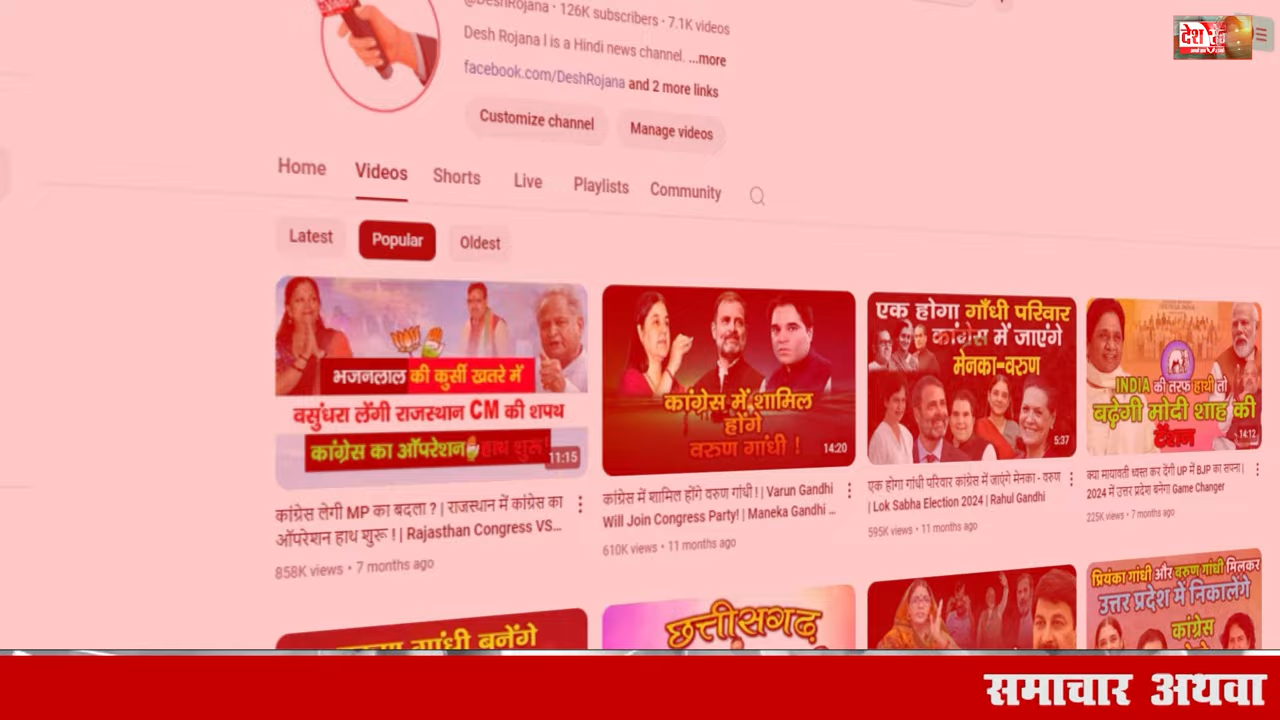 @DeshRojana · 126K subscribers · 7.1K videos
Desh Rojana l is a Hindi news channel. ...more
facebook.com/DeshRojana and 2 more links
Customize channel
Manage videos
Home
Videos
Shorts
Live
Playlists
Community
Latest
Popular
Oldest
भजनलाल की कुर्सी खतरे में
वसुंधरा लेंगी राजस्थान CM की शपथ
कांग्रेस का ऑपरेशन हाथ शुरू
11:15
कांग्रेस लेगी MP का बदला ? | राजस्थान में कांग्रेस का
ऑपरेशन हाथ शुरू ! | Rajasthan Congress VS...
858K views · 7 months ago
कांग्रेस में शामिल
होंगे
वरुण गांधी !
14:20
कांग्रेस में शामिल होंगे वरुण गांधी ! | Varun Gandhi
Will Join Congress Party! | Maneka Gandhi ...
610K views · 11 months ago
एक होगा गाँधी परिवार
कांग्रेस में जाएंगे
मेनका-वरुण
5:37
एक होगा गांधी परिवार कांग्रेस में जाएंगे मेनका - वरुण
| Lok Sabha Election 2024 | Rahul Gandhi
595K views · 11 months ago
INDIA की तरफ हाथी तो
बढ़ेगी मोदी शाह की
टेंशन
14:12
क्या मायावती ध्वस्त कर देंगी UP में BJP का सपना |
2024 में उत्तर प्रदेश बनेगा Game Changer
225K views · 7 months ago
गांधी बनेंगे
छत्तीसगढ़
प्रियंका गांधी और वरुण गांधी मिलकर
उत्तर प्रदेश में निकालेंगे
कांग्रेस
देश
समाचार अथवा